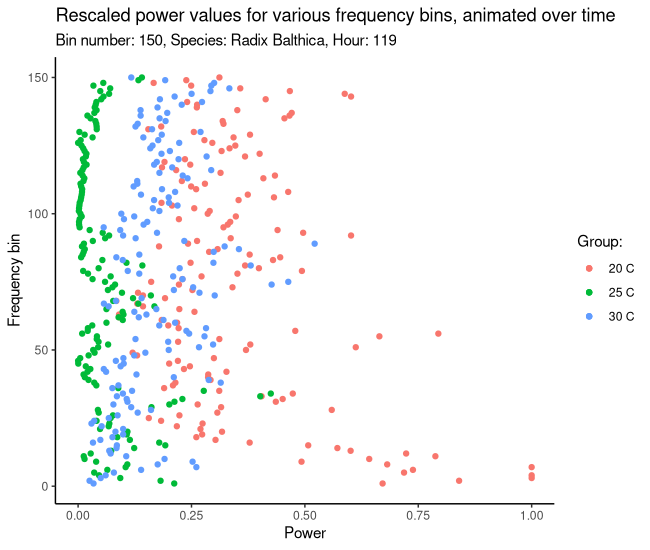 Rescaled power values for various frequency bins, animated over time
Bin number: 150, Species: Radix Balthica, Hour: 119
150
100
50
0
Frequency bin
0.00
0.25
0.50
0.75
1.00
Power
Group:
20 C
25 C
30 C